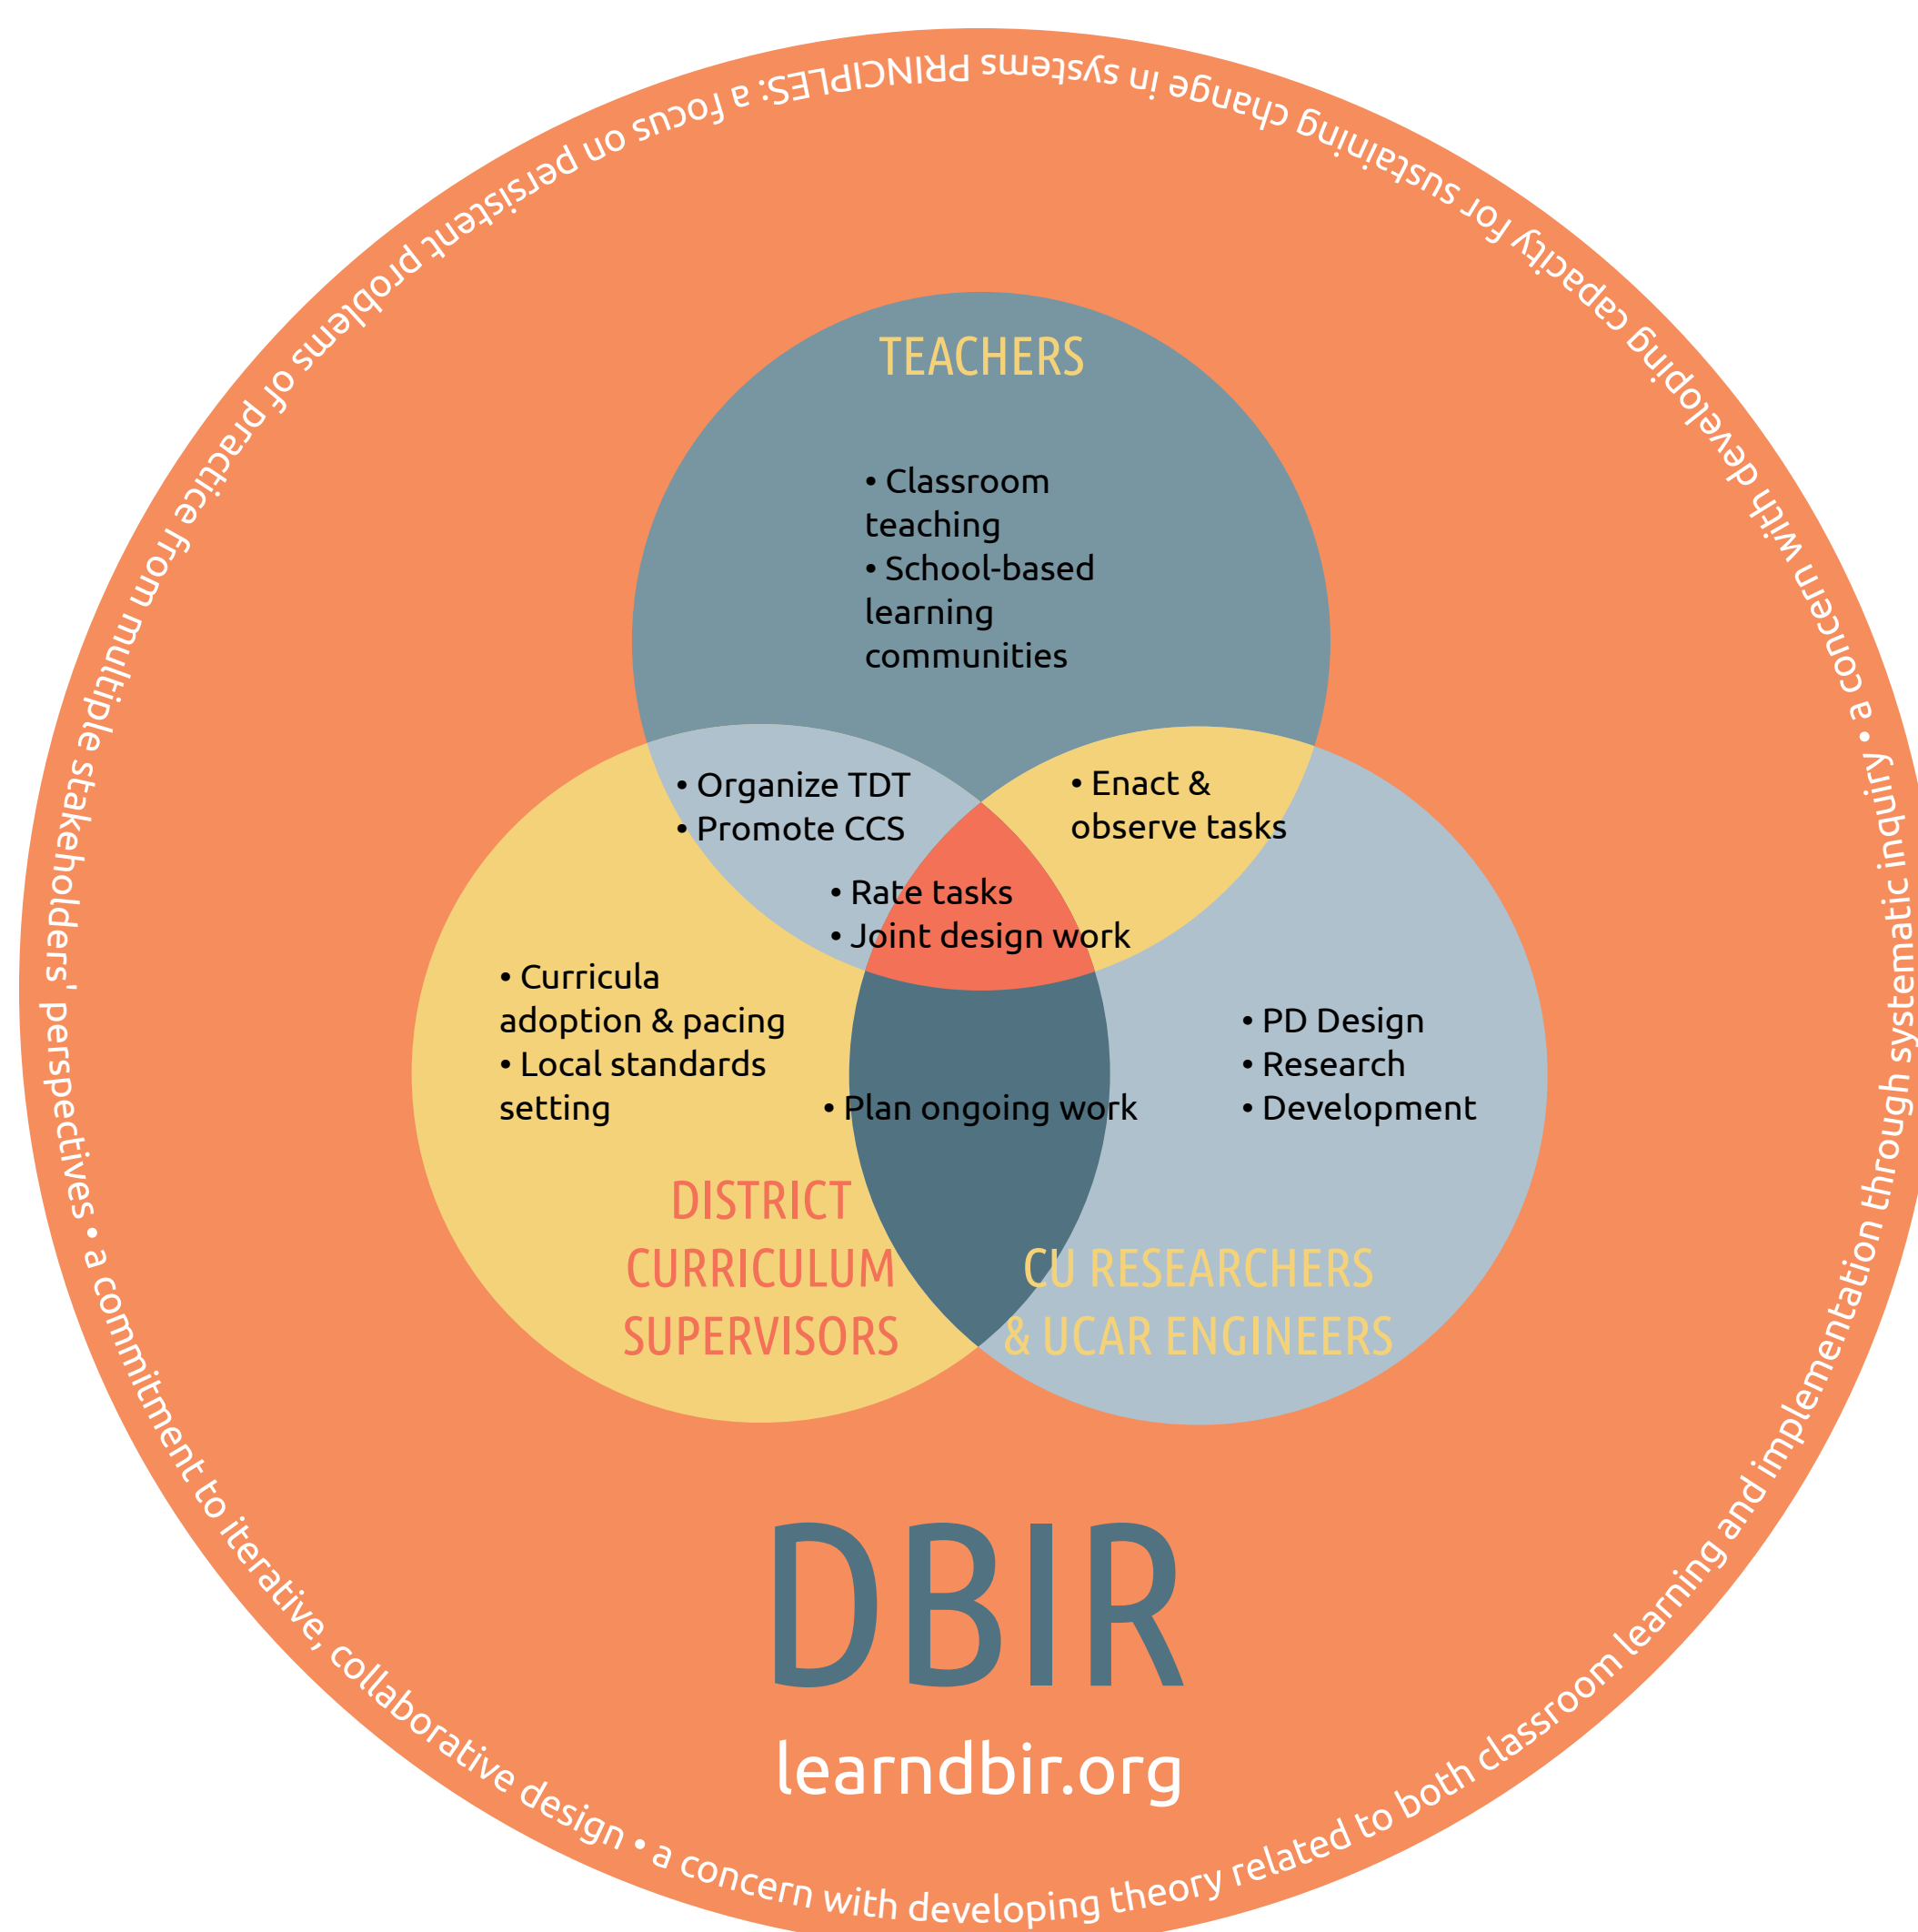 PRINCIPLES: a focus on persistent problems of practice from multiple stakeholders' perspectives • a commitment to iterative, collaborative design • a concern with developing theory related to both classroom learning and implementation through systematic inquiry • a concern with developing capacity for sustaining change in systems
TEACHERS
• Classroom
teaching
• School-based
learning
communities
• Organize TDT
• Promote CCS
• Enact &
observe tasks
• Rate tasks
• Joint design work
• Curricula
adoption & pacing
• Local standards
setting
• Plan ongoing work
• PD Design
• Research
• Development
DISTRICT
CURRICULUM
SUPERVISORS
CU RESEARCHERS
& UCAR ENGINEERS
DBIR
learndbir.org